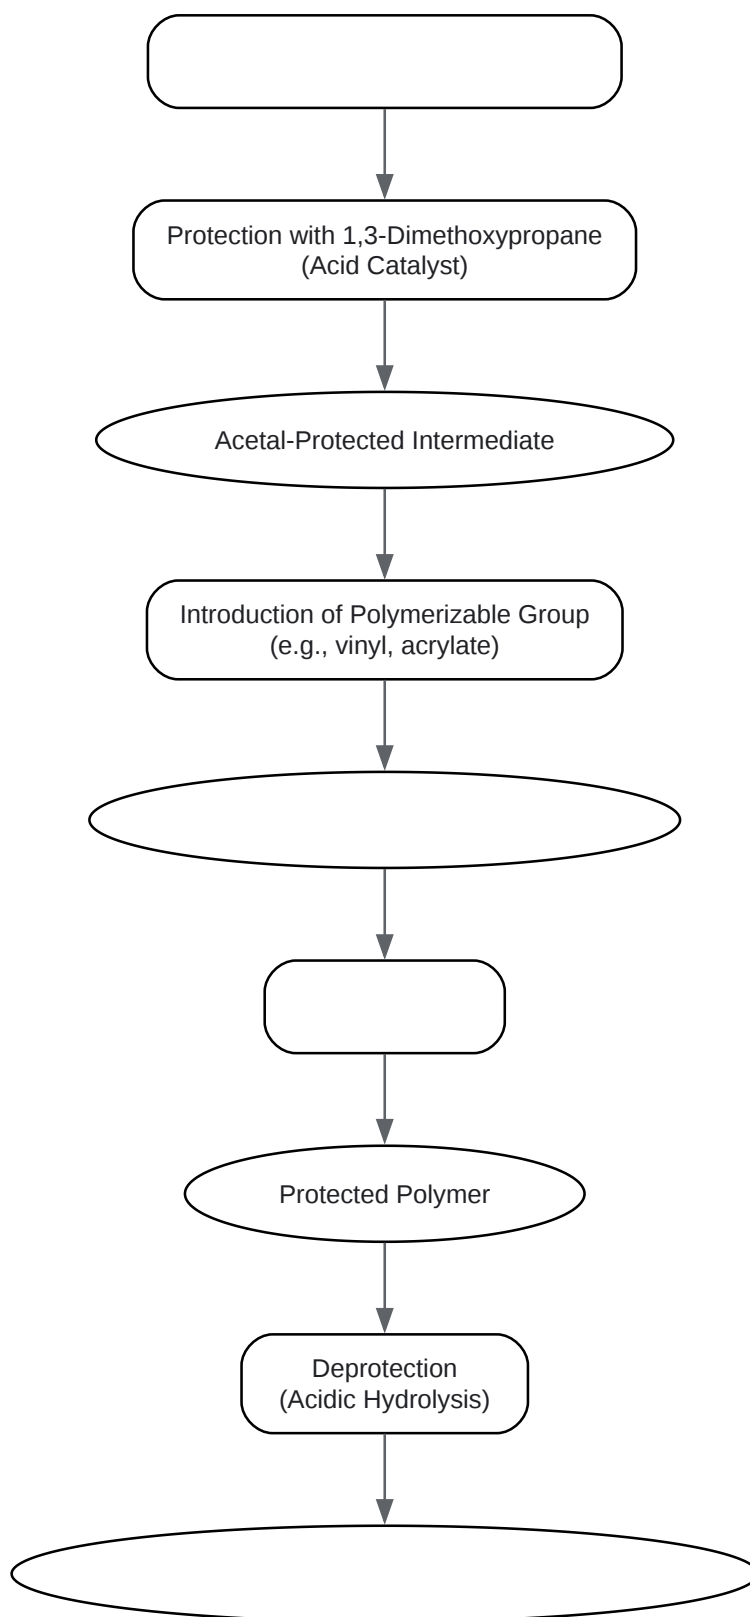 Protection with 1,3-Dimethoxypropane
(Acid Catalyst)
Acetal-Protected Intermediate
Introduction of Polymerizable Group
(e.g., vinyl, acrylate)
Protected Polymer
Deprotection
(Acidic Hydrolysis)